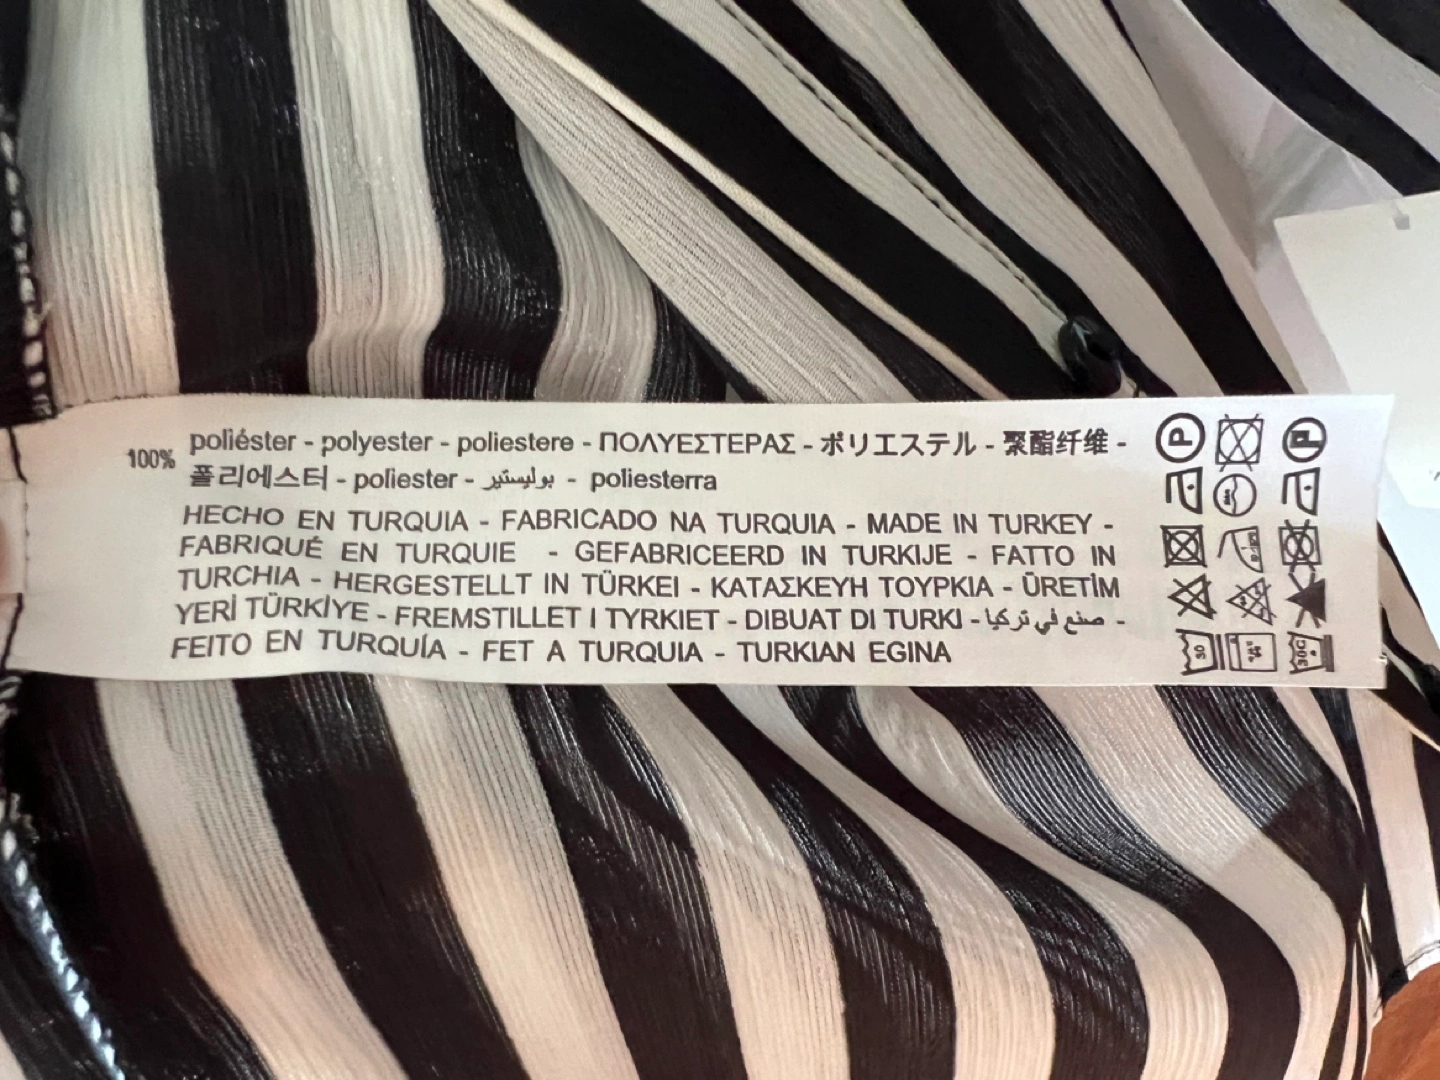 100% poliéster - polyester - poliestere - ΠΟΛΥΕΣΤΕΡΑΣ - ポリエステル - 聚酯纤维 -
폴리에스터 - poliester - بوليستير - poliesterra
HECHO EN TURQUIA - FABRICADO NA TURQUIA - MADE IN TURKEY -
FABRIQUÉ EN TURQUIE - GEFABRICEERD IN TURKIJE - FATTO IN
TURCHIA - HERGESTELLT IN TÜRKEI - ΚΑΤΑΣΚΕΥΗ ΤΟΥΡΚΙΑ - ÜRETİM
YERİ TÜRKİYE - FREMSTILLET I TYRKIET - DIBUAT DI TURKI - صنع في تركيا -
FEITO EN TURQUÍA - FET A TURQUIA - TURKIAN EGINA
P
P
30
30C